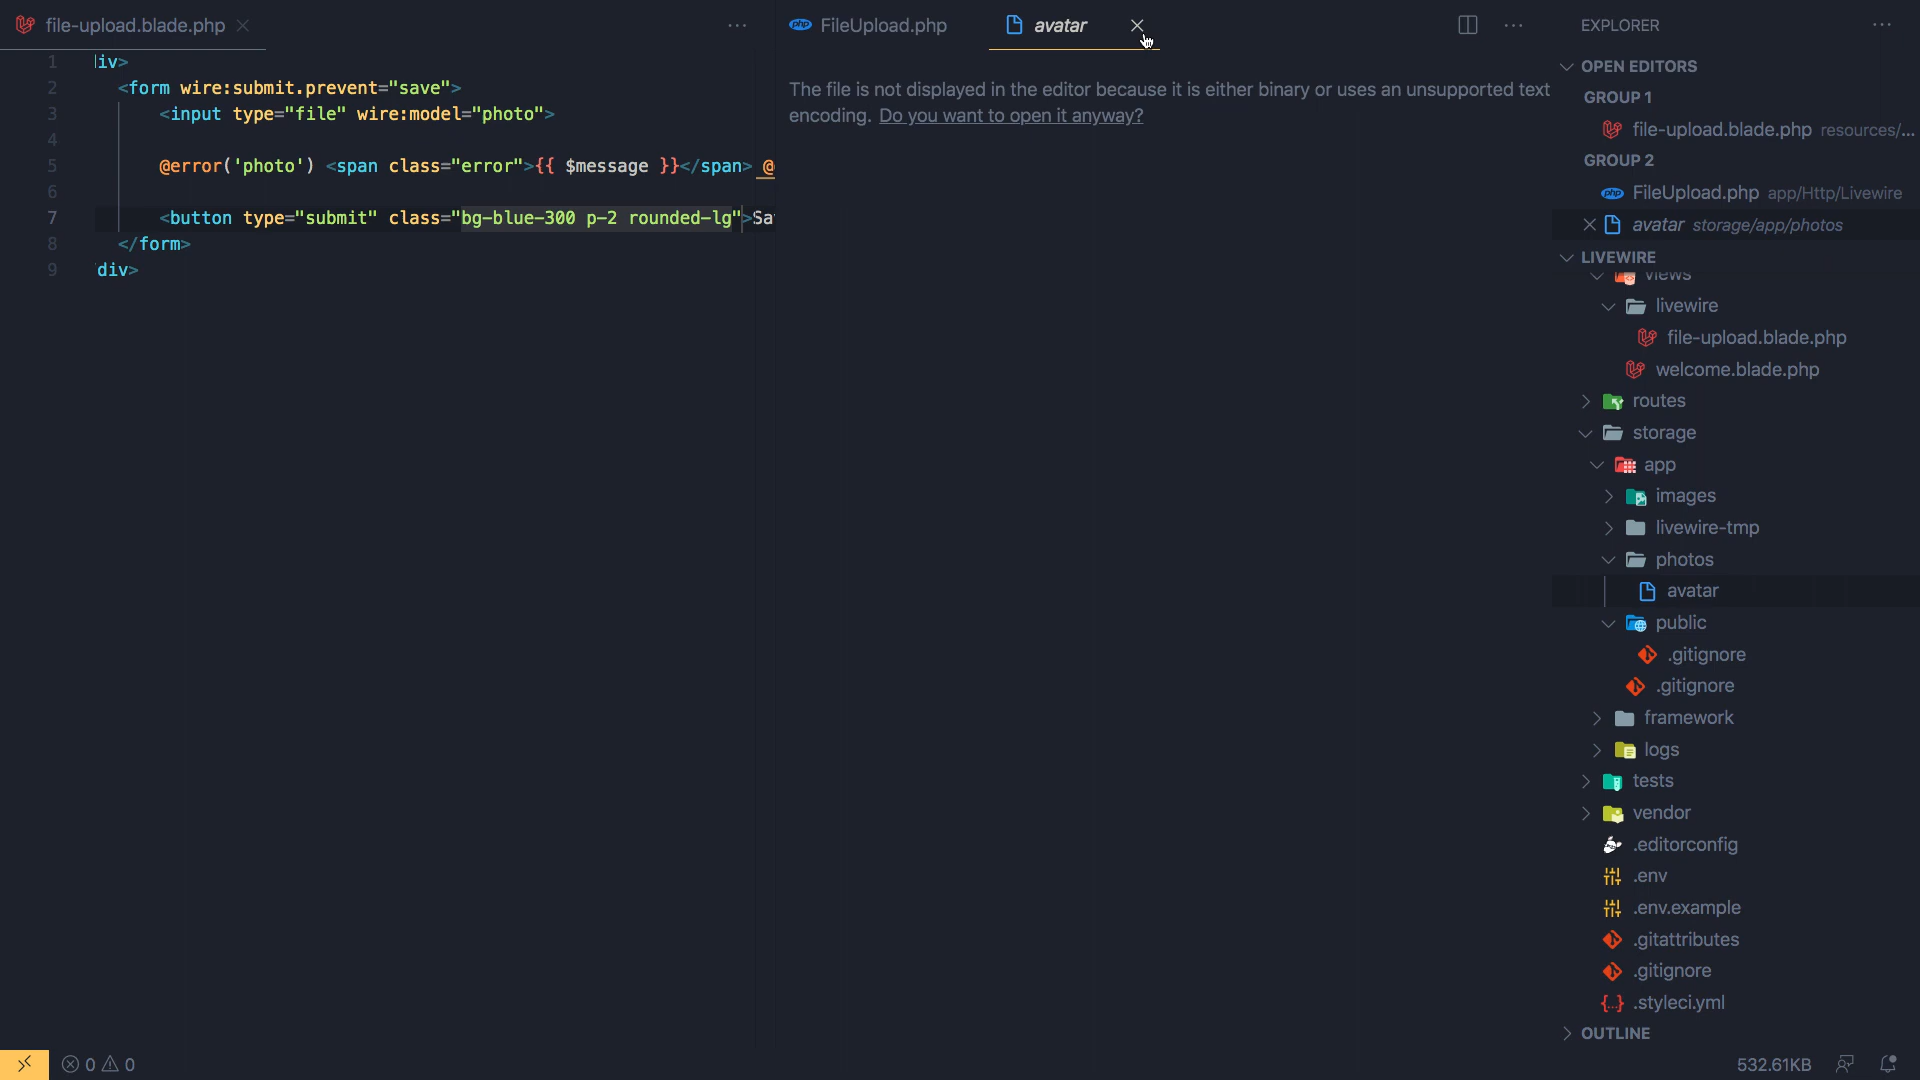 file-upload.blade.php
1 iv>
2 <form wire:submit.prevent="save">
3 <input type="file" wire:model="photo">
4
5 @error('photo') <span class="error">{{ $message }}</span> @
6
7 <button type="submit" class="bg-blue-300 p-2 rounded-lg">Sa
8 </form>
9 div>
FileUpload.php avatar
The file is not displayed in the editor because it is either binary or uses an unsupported text
encoding. Do you want to open it anyway?
EXPLORER
OPEN EDITORS
GROUP 1
file-upload.blade.php resources/...
GROUP 2
php FileUpload.php app/Http/Livewire
avatar storage/app/photos
LIVEWIRE
views
livewire
file-upload.blade.php
welcome.blade.php
routes
storage
app
images
livewire-tmp
photos
avatar
public
.gitignore
.gitignore
framework
logs
tests
vendor
.editorconfig
.env
.env.example
.gitattributes
.gitignore
.styleci.yml
OUTLINE
0 0
532.61KB